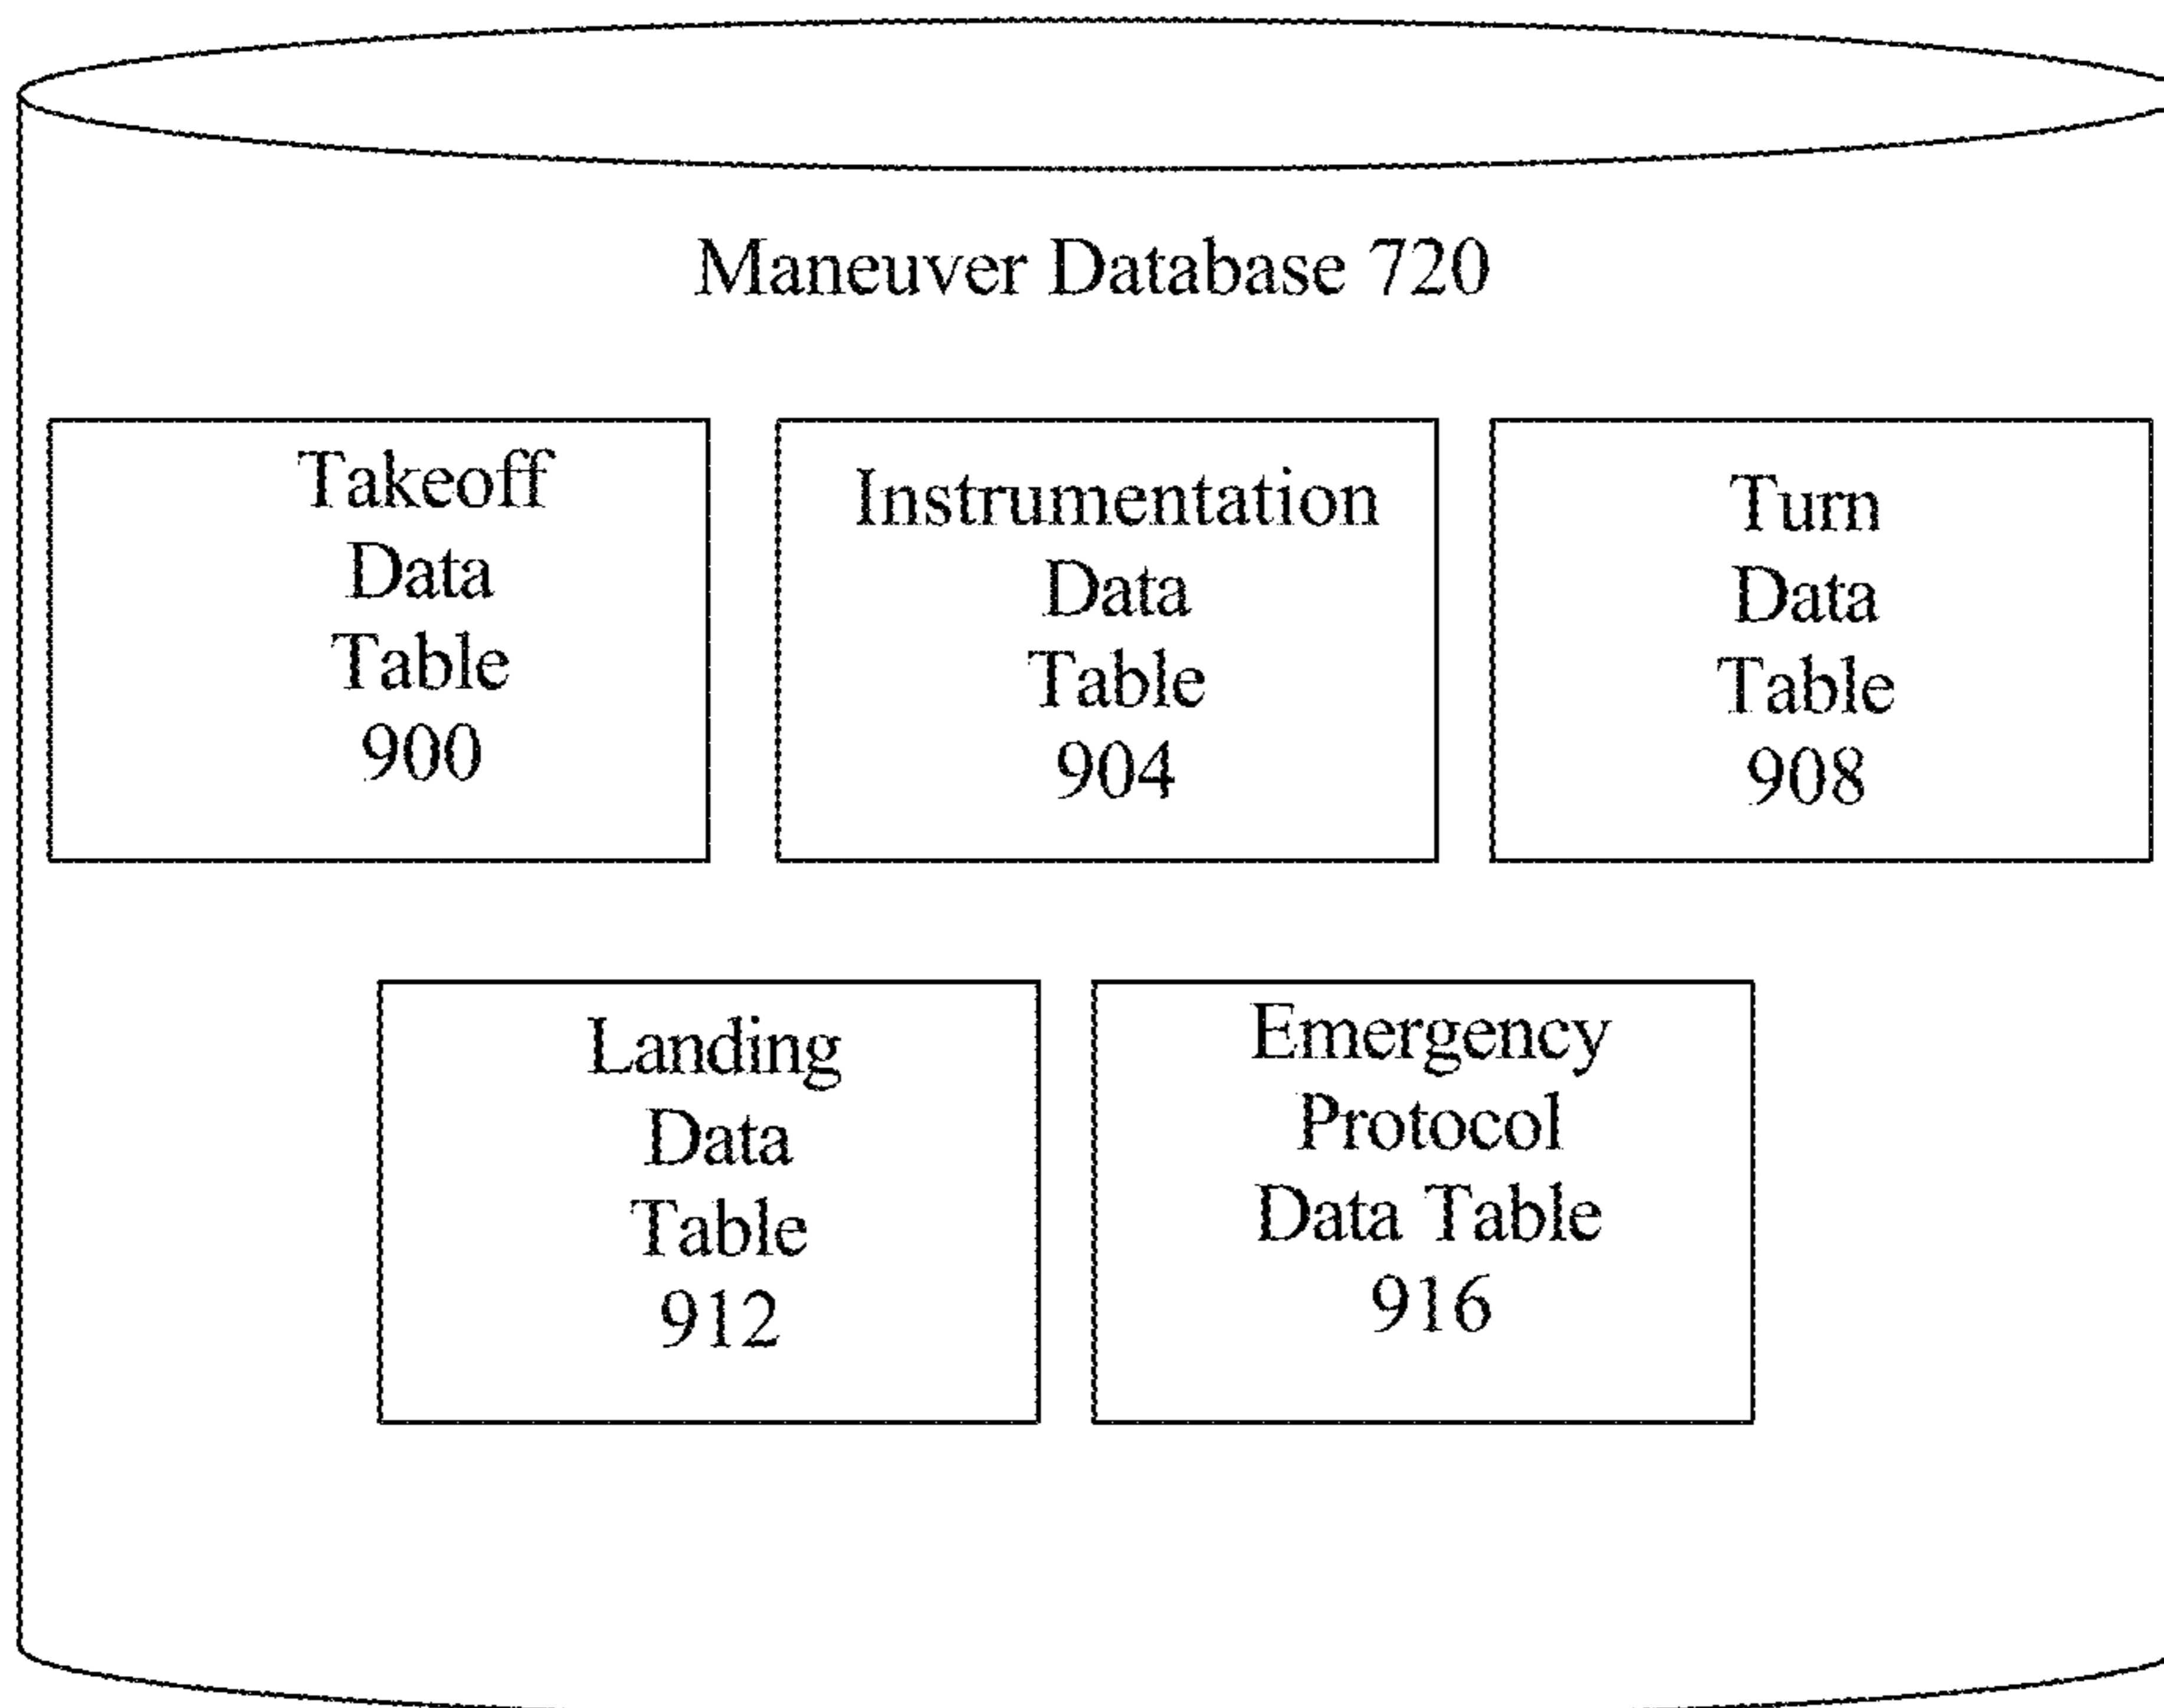 Maneuver Database 720
Takeoff
Data
Table
900
Instrumentation
Data
Table
904
Turn
Data
Table
908
Landing
Data
Table
912
Emergency
Protocol
Data Table
916